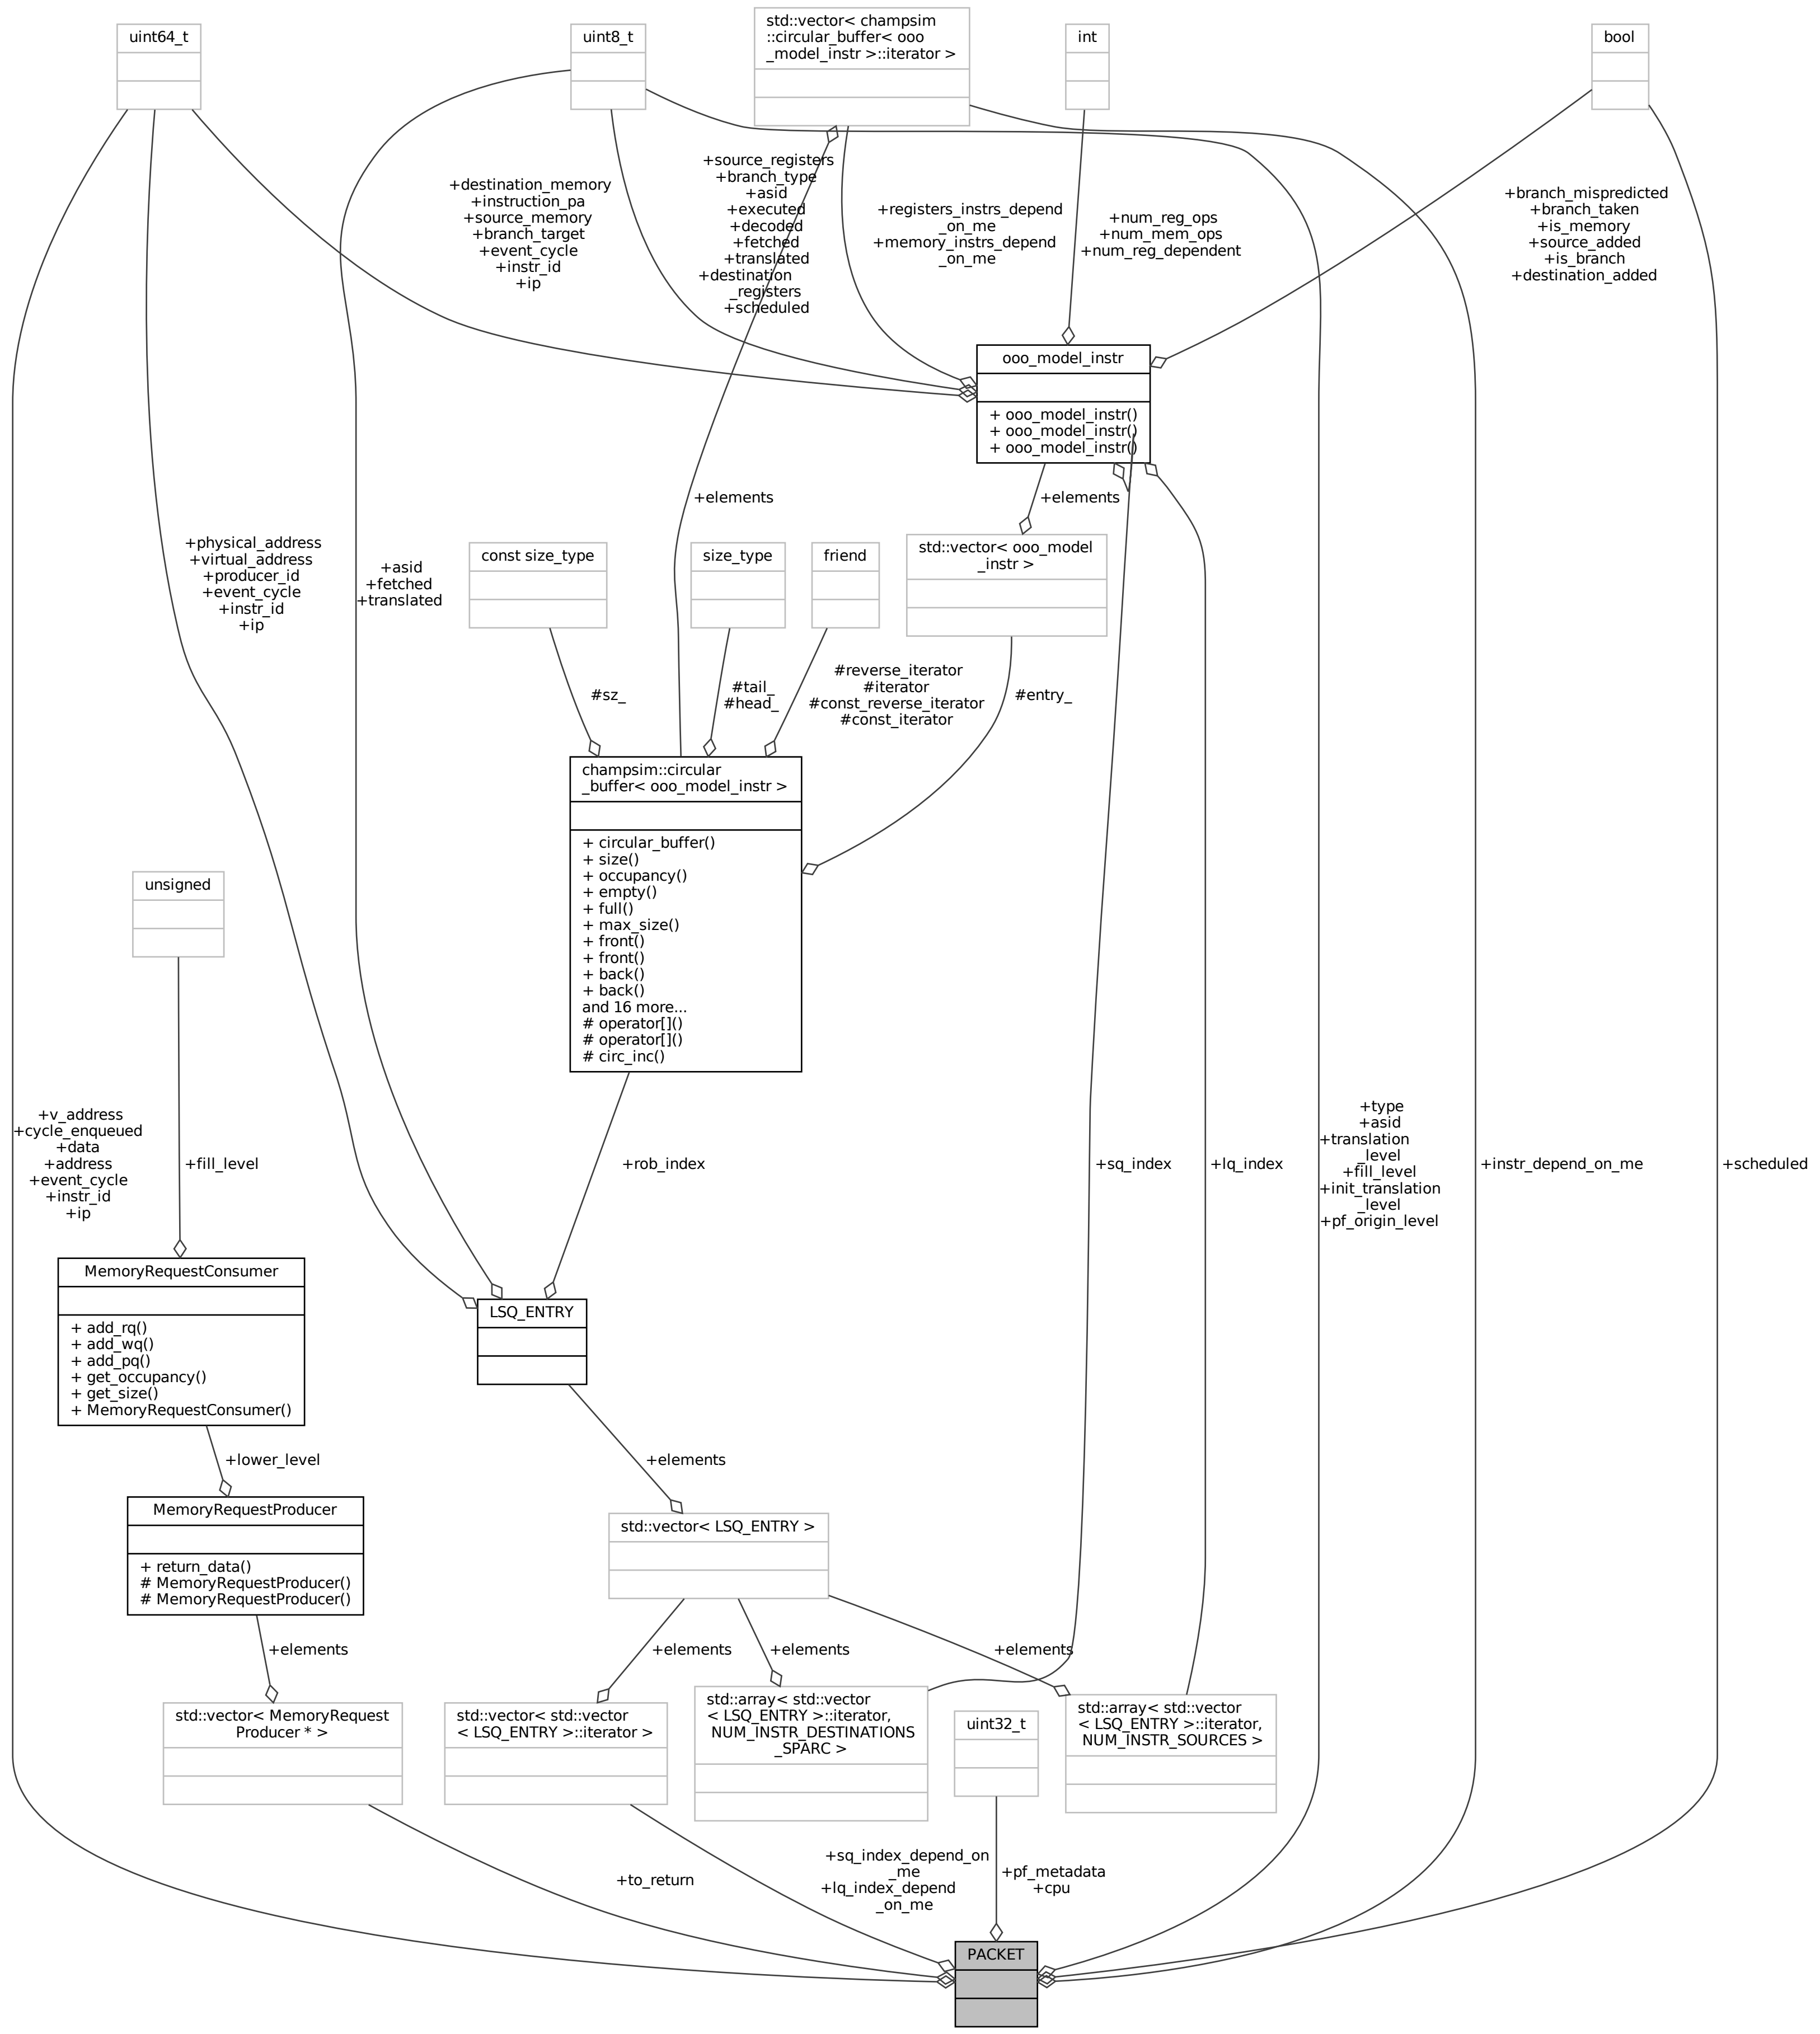 uint64_t
uint8_t
std::vector< champsim
::circular_buffer< ooo
_model_instr >::iterator >
int
bool
+destination_memory
+instruction_pa
+source_memory
+branch_target
+event_cycle
+instr_id
+ip
+source_registers
+branch_type
+asid
+executed
+decoded
+fetched
+translated
+destination
_registers
+scheduled
+registers_instrs_depend
_on_me
+memory_instrs_depend
_on_me
+num_reg_ops
+num_mem_ops
+num_reg_dependent
+branch_mispredicted
+branch_taken
+is_memory
+source_added
+is_branch
+destination_added
ooo_model_instr
+ ooo_model_instr()
+ ooo_model_instr()
+ ooo_model_instr()
+elements
+elements
+physical_address
+virtual_address
+producer_id
+event_cycle
+instr_id
+ip
+asid
+fetched
+translated
const size_type
size_type
friend
std::vector< ooo_model
_instr >
#sz_
#tail_
#head_
#reverse_iterator
#iterator
#const_reverse_iterator
#const_iterator
#entry_
champsim::circular
_buffer< ooo_model_instr >
+ circular_buffer()
+ size()
+ occupancy()
+ empty()
+ full()
+ max_size()
+ front()
+ front()
+ back()
+ back()
and 16 more...
# operator[]()
# operator[]()
# circ_inc()
unsigned
+v_address
+cycle_enqueued
+data
+address
+event_cycle
+instr_id
+ip
+fill_level
+rob_index
+sq_index
+lq_index
+type
+asid
+translation
_level
+fill_level
+init_translation
_level
+pf_origin_level
+instr_depend_on_me
+scheduled
MemoryRequestConsumer
+ add_rq()
+ add_wq()
+ add_pq()
+ get_occupancy()
+ get_size()
+ MemoryRequestConsumer()
LSQ_ENTRY
+lower_level
+elements
MemoryRequestProducer
+ return_data()
# MemoryRequestProducer()
# MemoryRequestProducer()
std::vector< LSQ_ENTRY >
+elements
+elements
+elements
+elements
std::vector< MemoryRequest
Producer * >
std::vector< std::vector
< LSQ_ENTRY >::iterator >
std::array< std::vector
< LSQ_ENTRY >::iterator,
NUM_INSTR_DESTINATIONS
_SPARC >
uint32_t
std::array< std::vector
< LSQ_ENTRY >::iterator,
NUM_INSTR_SOURCES >
+to_return
+sq_index_depend_on
_me
+lq_index_depend
_on_me
+pf_metadata
+cpu
PACKET